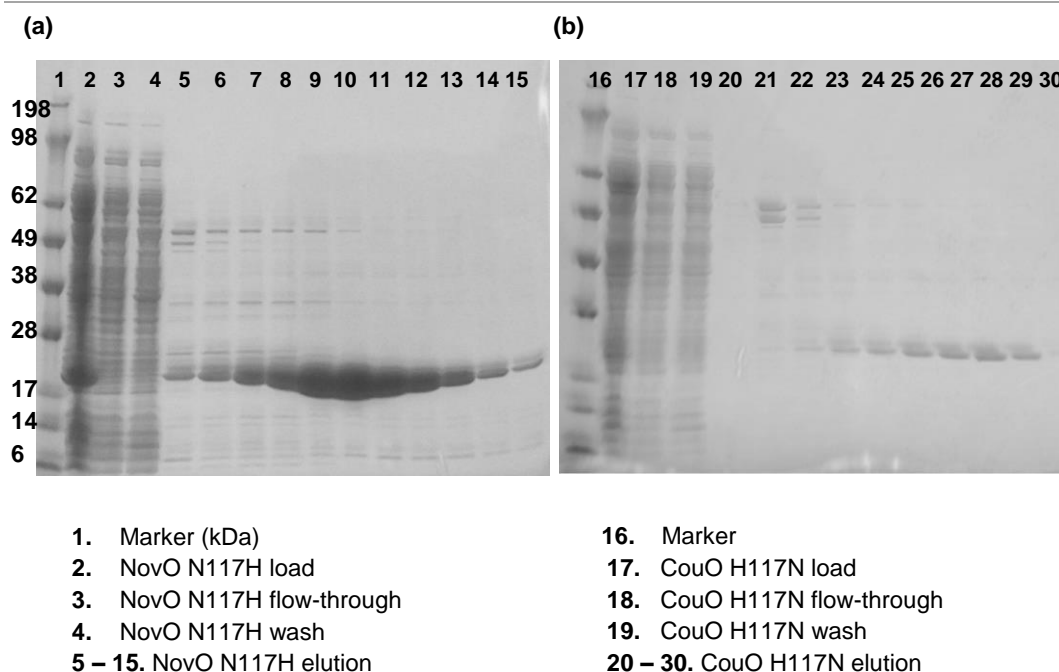 (a)
(b)
1 2 3 4 5 6 7 8 9 10 11 12 13 14 15
16 17 18 19 20 21 22 23 24 25 26 27 28 29 30
198
98
62
49
38
28
17
14
6
1. Marker (kDa)
2. NovO N117H load
3. NovO N117H flow-through
4. NovO N117H wash
5 – 15. NovO N117H elution
16. Marker
17. CouO H117N load
18. CouO H117N flow-through
19. CouO H117N wash
20 – 30. CouO H117N elution